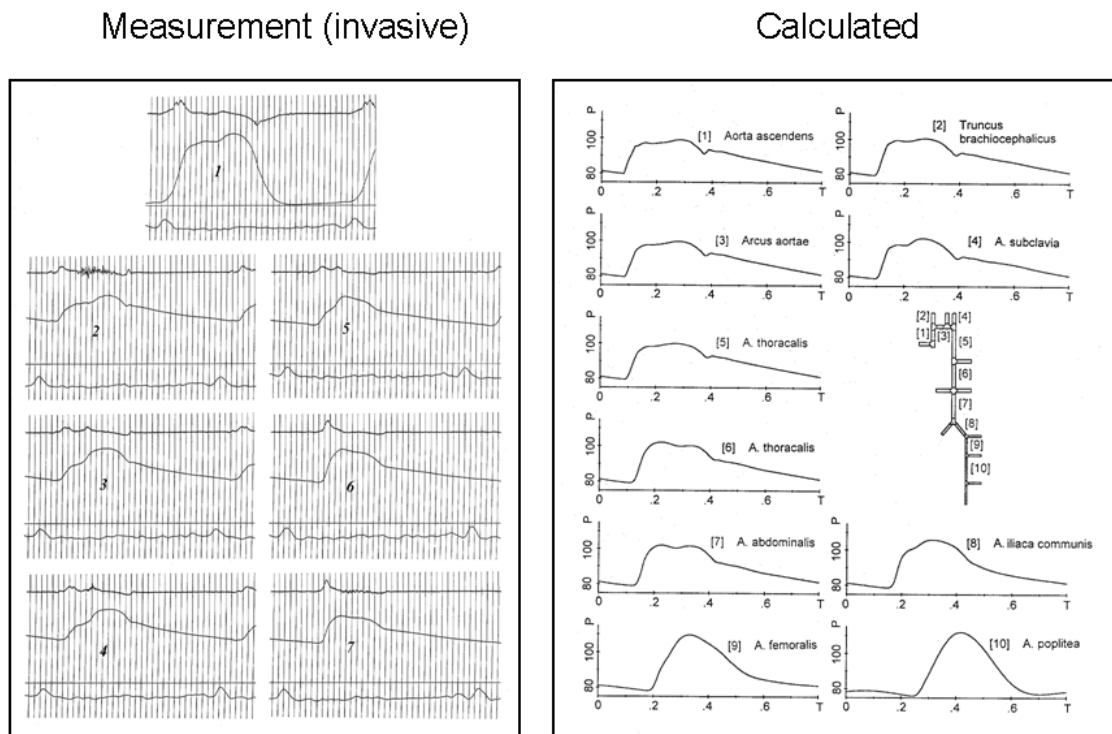 Measurement (invasive)
Calculated
1
2
5
3
6
4
7
P
100
80
[1] Aorta ascendens
0 .2 .4 .6 T
P
100
80
[2] Truncus
brachiocephalicus
0 .2 .4 .6 T
P
100
80
[3] Arcus aortae
0 .2 .4 .6 T
P
100
80
[4] A. subclavia
0 .2 .4 .6 T
P
100
80
[5] A. thoracalis
0 .2 .4 .6 T
[2] [4]
[1] [3]
[5]
[6]
[7]
[8]
[9]
[10]
P
100
80
[6] A. thoracalis
0 .2 .4 .6 T
P
100
80
[7] A. abdominalis
0 .2 .4 .6 T
P
100
80
[8] A. iliaca communis
0 .2 .4 .6 T
P
100
80
[9] A. femoralis
0 .2 .4 .6 T
P
100
80
[10] A. poplitea
0 .2 .4 .6 T